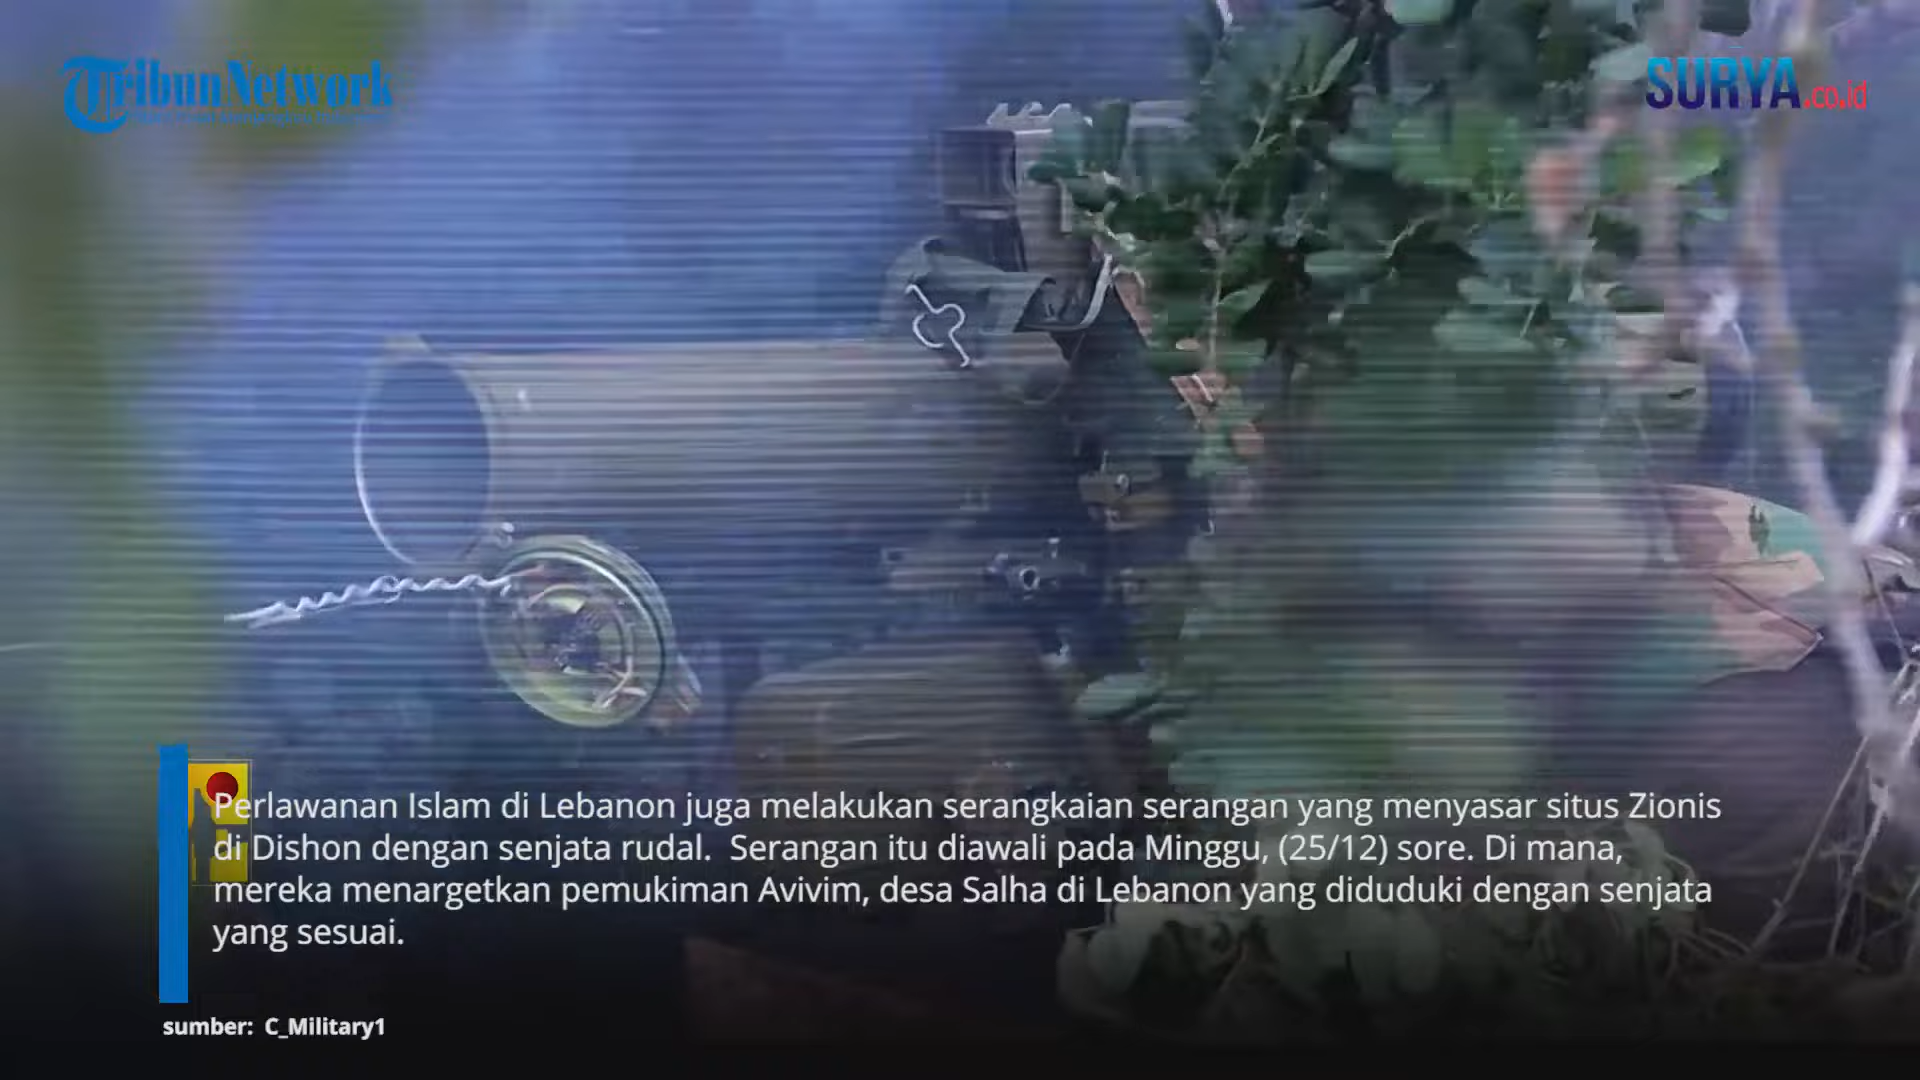 TribunNetwork
SURYA.co.id
Perlawanan Islam di Lebanon juga melakukan serangkaian serangan yang menyasar situs Zionis
di Dishon dengan senjata rudal.  Serangan itu diawali pada Minggu, (25/12) sore. Di mana,
mereka menargetkan pemukiman Avivim, desa Salha di Lebanon yang diduduki dengan senjata
yang sesuai.
sumber:  C_Military1